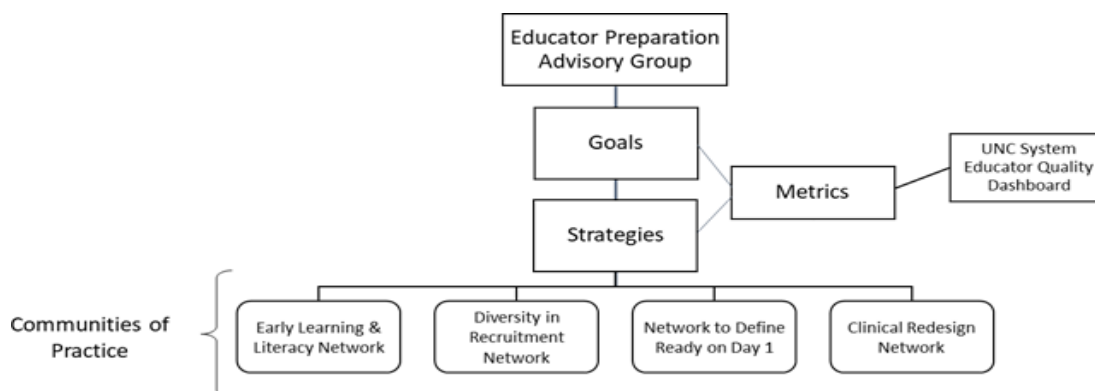 Educator Preparation
Advisory Group
Goals
UNC System
Educator Quality
Dashboard
Metrics
Strategies
Communities of
Practice
Early Learning &
Literacy Network
Diversity in
Recruitment
Network
Network to Define
Ready on Day 1
Clinical Redesign
Network